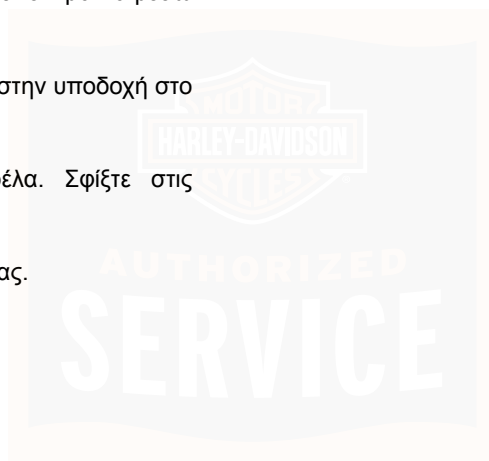 στην υποδοχή στο
MOTOR
HARLEY-DAVIDSON
CYCLES
έλα. Σφίξτε στις
ας.
AUTHORIZED
SERVICE